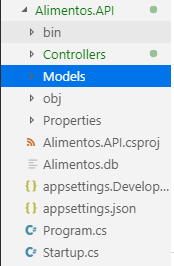 Alimentos.API
bin
Controllers
Models
obj
Properties
Alimentos.API.csproj
Alimentos.db
appsettings.Develop...
appsettings.json
Program.cs
Startup.cs